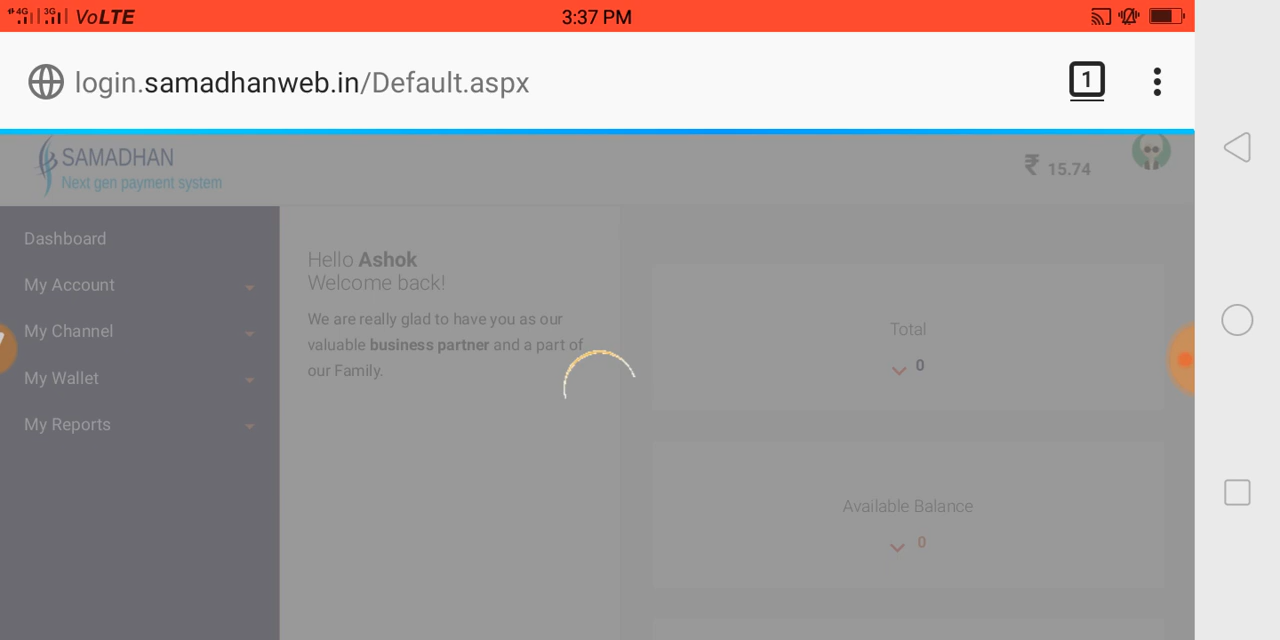 4G 3G VoLTE 3:37 PM
login.samadhanweb.in/Default.aspx 1
SAMADHAN
Next gen payment system
₹ 15.74
Dashboard
My Account
My Channel
My Wallet
My Reports
Hello Ashok
Welcome back!
We are really glad to have you as our
valuable business partner and a part of
our Family.
Total
0
Available Balance
0